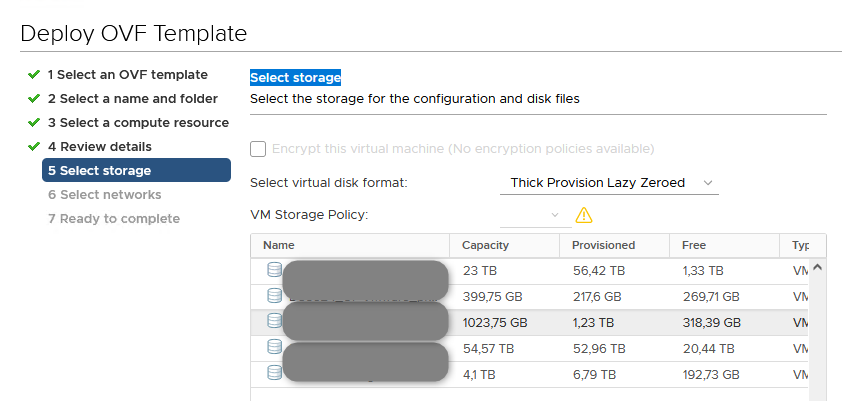 Deploy OVF Template
1 Select an OVF template
2 Select a name and folder
3 Select a compute resource
4 Review details
5 Select storage
6 Select networks
7 Ready to complete
Select storage
Select the storage for the configuration and disk files
Encrypt this virtual machine (No encryption policies available)
Select virtual disk format: Thick Provision Lazy Zeroed
VM Storage Policy:
Name Capacity Provisioned Free Typ
23 TB 56,42 TB 1,33 TB VM
399,75 GB 217,6 GB 269,71 GB VM
1023,75 GB 1,23 TB 318,39 GB VM
54,57 TB 52,96 TB 20,44 TB VM
4,1 TB 6,79 TB 192,73 GB VM